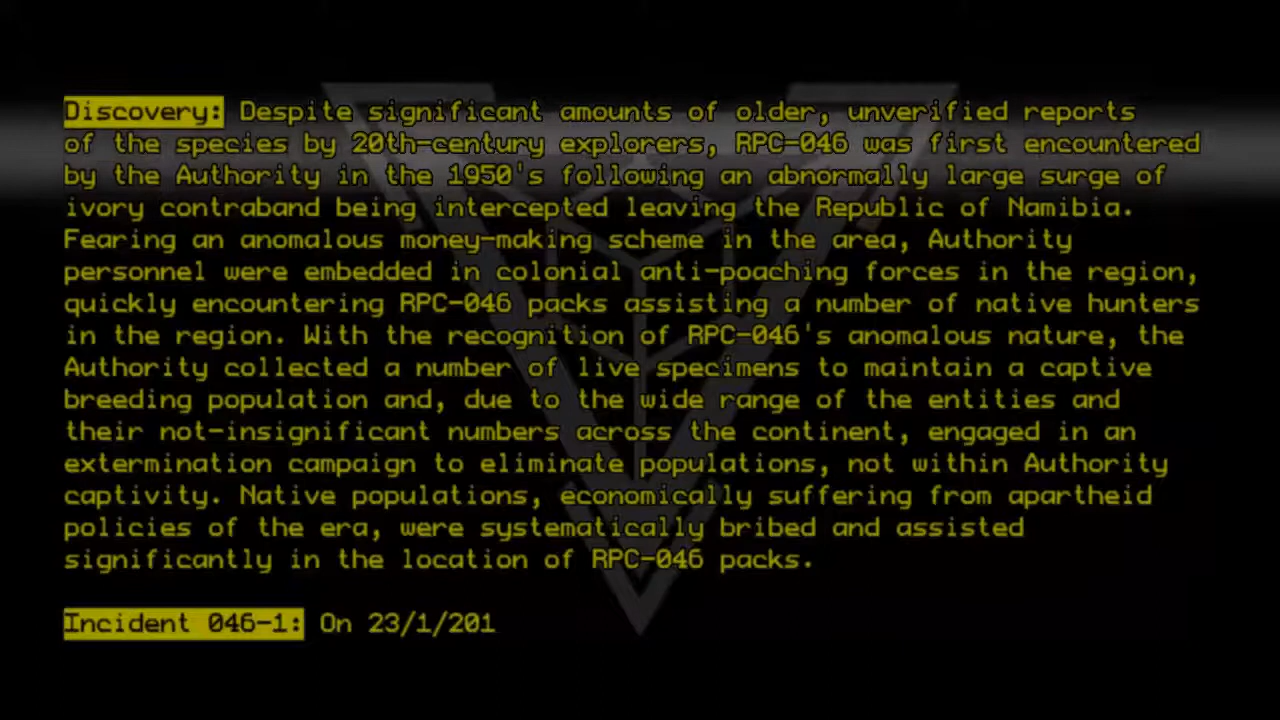 Discovery: Despite significant amounts of older, unverified reports
of the species by 20th-century explorers, RPC-046 was first encountered
by the Authority in the 1950's following an abnormally large surge of
ivory contraband being intercepted leaving the Republic of Namibia.
Fearing an anomalous money-making scheme in the area, Authority
personnel were embedded in colonial anti-poaching forces in the region,
quickly encountering RPC-046 packs assisting a number of native hunters
in the region. With the recognition of RPC-046's anomalous nature, the
Authority collected a number of live specimens to maintain a captive
breeding population and, due to the wide range of the entities and
their not-insignificant numbers across the continent, engaged in an
extermination campaign to eliminate populations, not within Authority
captivity. Native populations, economically suffering from apartheid
policies of the era, were systematically bribed and assisted
significantly in the location of RPC-046 packs.
Incident 046-1: On 23/1/201